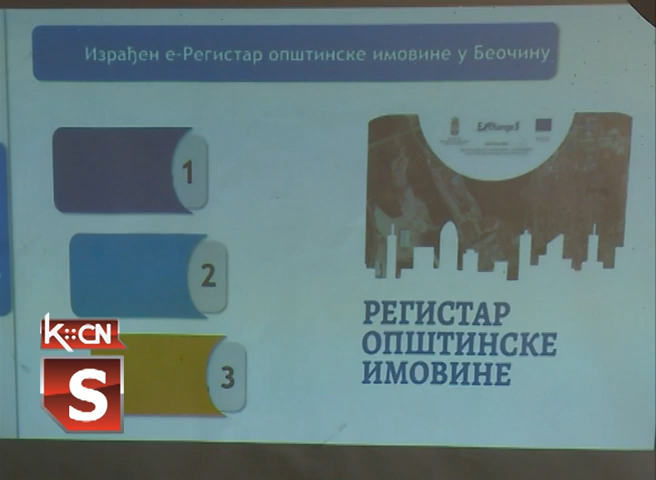 Израђен е-Регистар општинске имовине у Беочину
1
2
3
РЕГИСТАР
ОПШТИНСКЕ
ИМОВИНЕ
K::CN
S